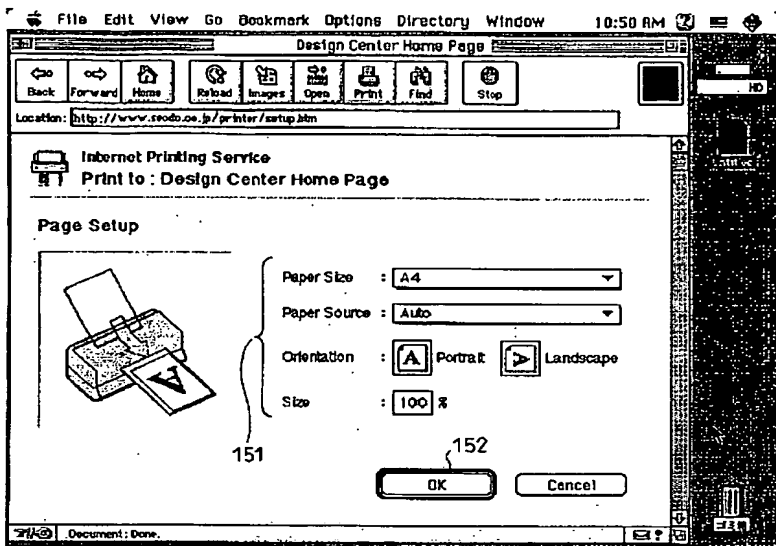 File Edit View Go Bookmark Options Directory Window 10:50 AM
Design Center Home Page
Back Forward Home Reload Images Open Print Find Stop
HD
Location: http://www.seodo.oe.jp/printer/setup.htm
Internet Printing Service
Print to : Design Center Home Page
Page Setup
Paper Size : A4
Paper Source : Auto
A
Orientation : A Portrait A Landscape
Size : 100 %
151
152
OK Cancel
Document: Done.